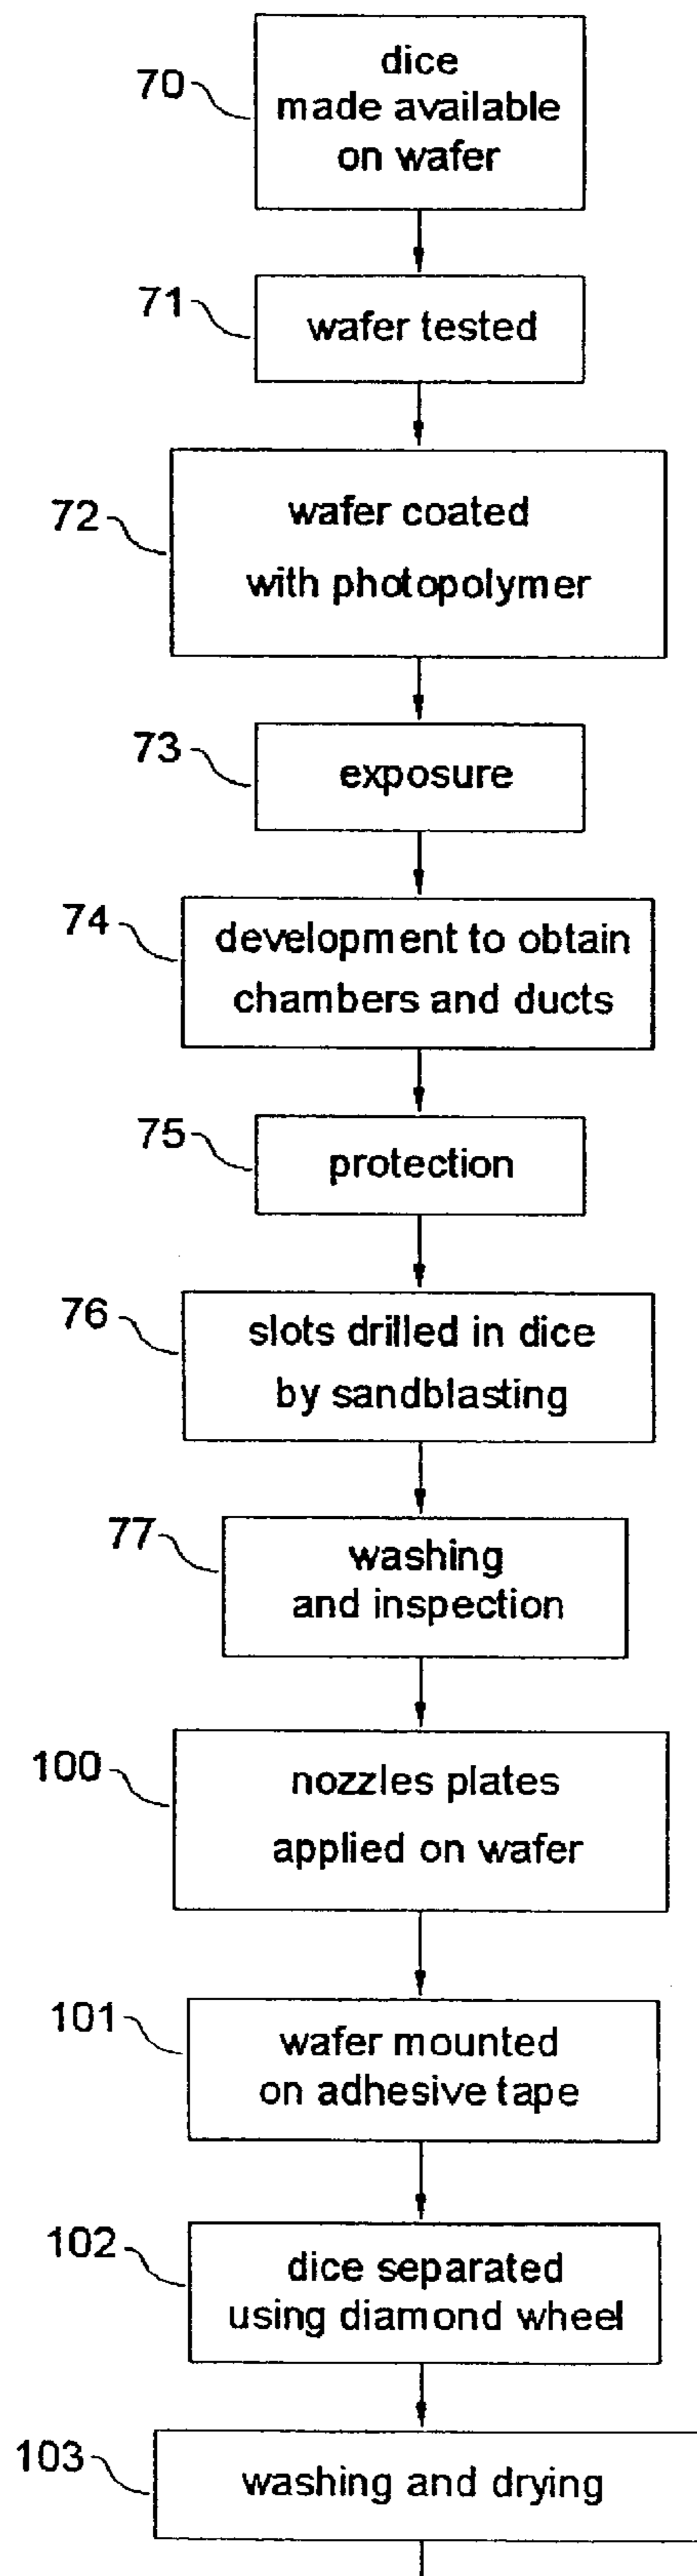 70
dice
made available
on wafer
71
wafer tested
72
wafer coated
with photopolymer
73
exposure
74
development to obtain
chambers and ducts
75
protection
76
slots drilled in dice
by sandblasting
77
washing
and inspection
100
nozzles plates
applied on wafer
101
wafer mounted
on adhesive tape
102
dice separated
using diamond wheel
103
washing and drying